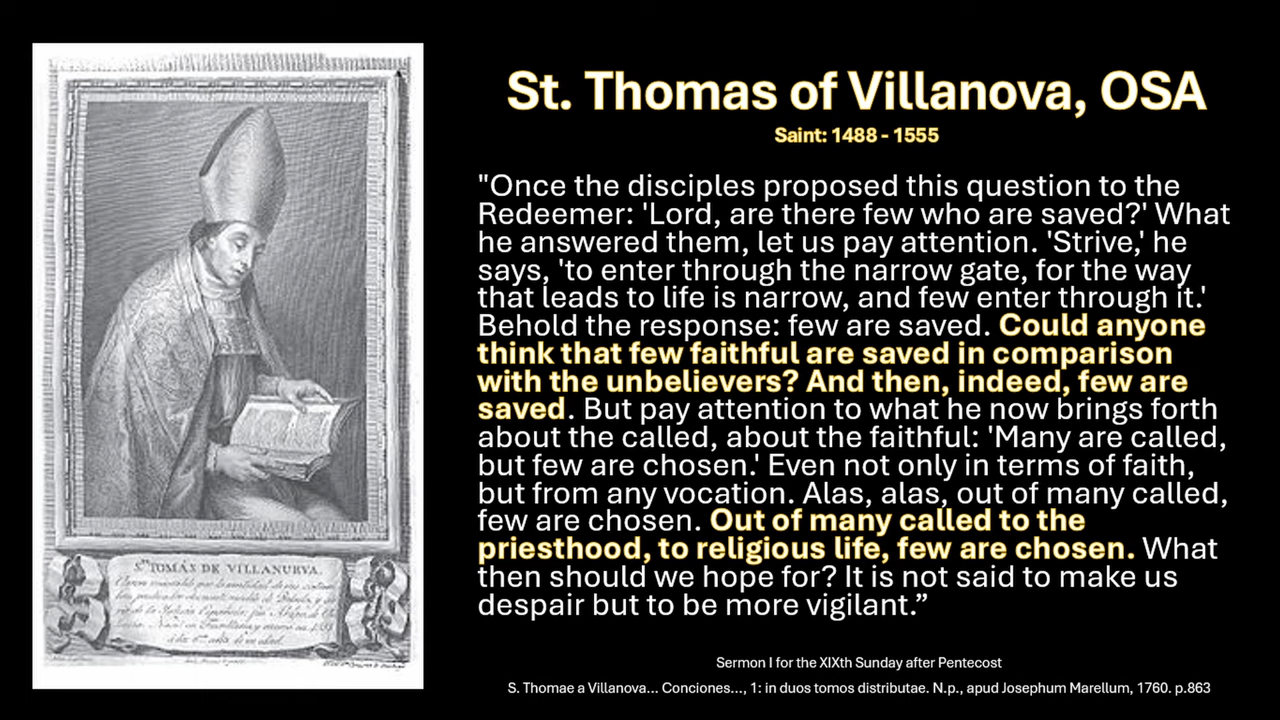 St. Thomas of Villanova, OSA
Saint: 1488 - 1555
"Once the disciples proposed this question to the
Redeemer: 'Lord, are there few who are saved?' What
he answered them, let us pay attention. 'Strive,' he
says, 'to enter through the narrow gate, for the way
that leads to life is narrow, and few enter through it.'
Behold the response: few are saved. Could anyone
think that few faithful are saved in comparison
with the unbelievers? And then, indeed, few are
saved. But pay attention to what he now brings forth
about the called, about the faithful: 'Many are called,
but few are chosen.' Even not only in terms of faith,
but from any vocation. Alas, alas, out of many called,
few are chosen. Out of many called to the
priesthood, to religious life, few are chosen. What
then should we hope for? It is not said to make us
despair but to be more vigilant.”
Sermon I for the XIXth Sunday after Pentecost
S. Thomae a Villanova... Conciones..., 1: in duos tomos distributae. N.p., apud Josephum Marellum, 1760. p.863
STO TOMÁS DE VILLANUEVA.